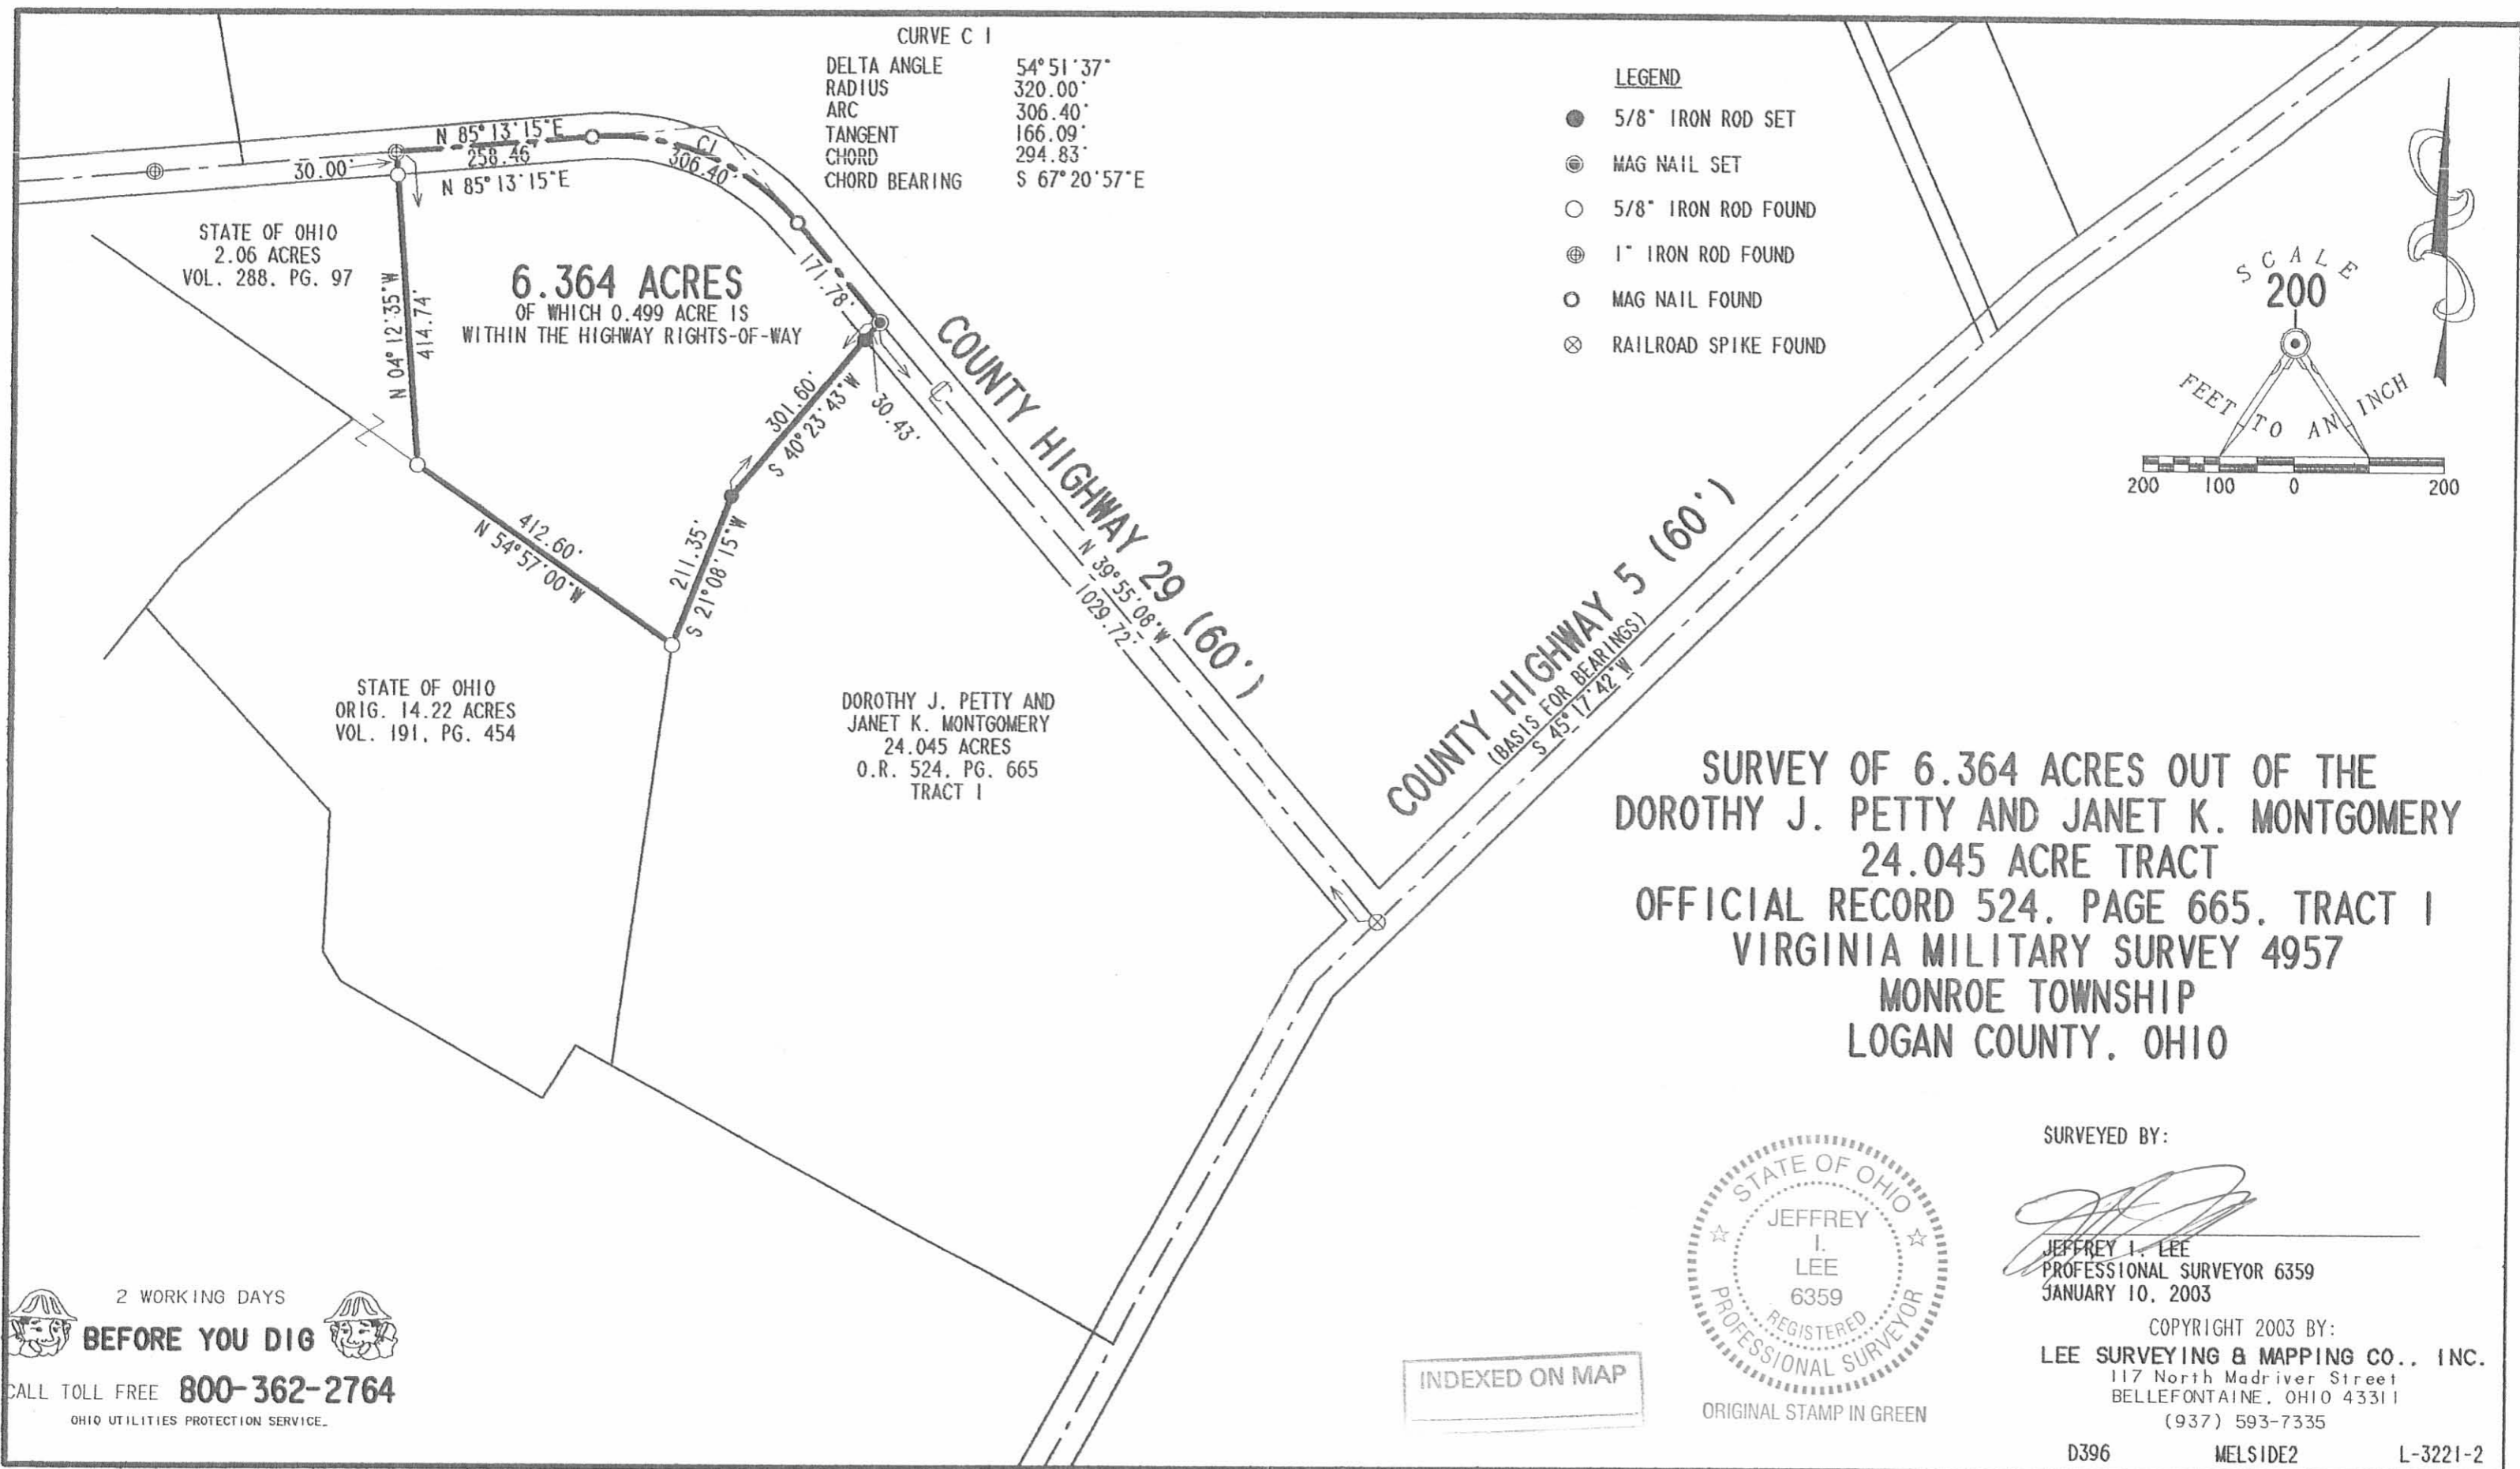 CURVE C 1
DELTA ANGLE 54°51'37"
RADIUS 320.00'
ARC 306.40'
TANGENT 166.09'
CHORD 294.83'
CHORD BEARING S 67°20'57"E
LEGEND
5/8" IRON ROD SET
MAG NAIL SET
5/8" IRON ROD FOUND
1" IRON ROD FOUND
MAG NAIL FOUND
RAILROAD SPIKE FOUND
SCALE
200
FEET TO AN INCH
200 100 0 200
N 85°13'15"E
258.46'
C1
306.40'
30.00'
N 85°13'15"E
171.78'
STATE OF OHIO
2.06 ACRES
VOL. 288, PG. 97
N 04°12'35"W
414.74'
6.364 ACRES
OF WHICH 0.499 ACRE IS
WITHIN THE HIGHWAY RIGHTS-OF-WAY
301.60'
S 40°23'43"W
30.43'
211.35'
S 21°08'15"W
412.60'
N 54°57'00"W
COUNTY HIGHWAY 29 (60')
N 39°55'08"W
1029.72'
COUNTY HIGHWAY 5 (60')
(BASIS FOR BEARINGS)
S 45°17'42"W
STATE OF OHIO
ORIG. 14.22 ACRES
VOL. 191, PG. 454
DOROTHY J. PETTY AND
JANET K. MONTGOMERY
24.045 ACRES
O.R. 524, PG. 665
TRACT 1
SURVEY OF 6.364 ACRES OUT OF THE
DOROTHY J. PETTY AND JANET K. MONTGOMERY
24.045 ACRE TRACT
OFFICIAL RECORD 524, PAGE 665, TRACT 1
VIRGINIA MILITARY SURVEY 4957
MONROE TOWNSHIP
LOGAN COUNTY, OHIO
SURVEYED BY:
JEFFREY I. LEE
PROFESSIONAL SURVEYOR 6359
JANUARY 10, 2003
STATE OF OHIO
JEFFREY
I.
LEE
6359
REGISTERED
PROFESSIONAL SURVEYOR
ORIGINAL STAMP IN GREEN
INDEXED ON MAP
COPYRIGHT 2003 BY:
LEE SURVEYING & MAPPING CO., INC.
117 North Madriver Street
BELLEFONTAINE, OHIO 43311
(937) 593-7335
D396 MELSIDE2 L-3221-2
2 WORKING DAYS
BEFORE YOU DIG
CALL TOLL FREE 800-362-2764
OHIO UTILITIES PROTECTION SERVICE